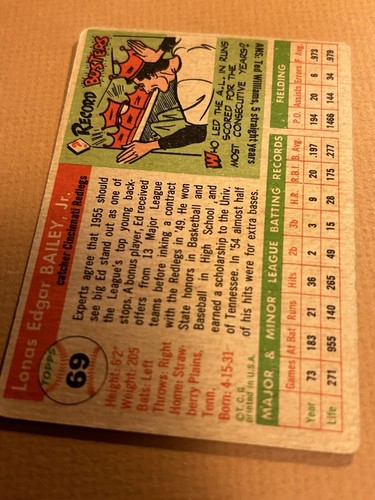 TOPPS
69
Lonas Edgar BAILEY, Jr.
catcher Cincinnati Redlegs
Height: 6'2"
Weight: 205
Bats: Left
Throws: Right
Home: Straw-
berry Plains,
Tenn.
Born: 4-15-31
© T. C. G.
printed in U.S.A.
Experts agree that 1955 should
see big Ed stand out as one of
the League's top young back-
stops. A bonus player, Ed received
offers from 13 Major League
teams before inking a contract
with the Redlegs in '49. He won
State honors in Basketball and
Baseball in High School, and
earned a scholarship to the Univ.
of Tennessee. In '54 almost half
of his hits were for extra bases.
RECORD
BUSTERS
WHO LED THE A.L. IN RUNS
SCORED FOR THE
MOST CONSECUTIVE YEARS?
ANS. Ted Williams, 5 straight years
MAJOR & MINOR LEAGUE BATTING RECORDS FIELDING
Games At Bat Runs Hits 2b 3b H.R. R.B.I. B. Avg. P.O. Assists Errors F. Avg.
Year 73 183 21 36 2 3 9 20 .197 194 20 6 .973
Life 271 955 140 265 49 15 28 175 .277 1466 144 34 .979